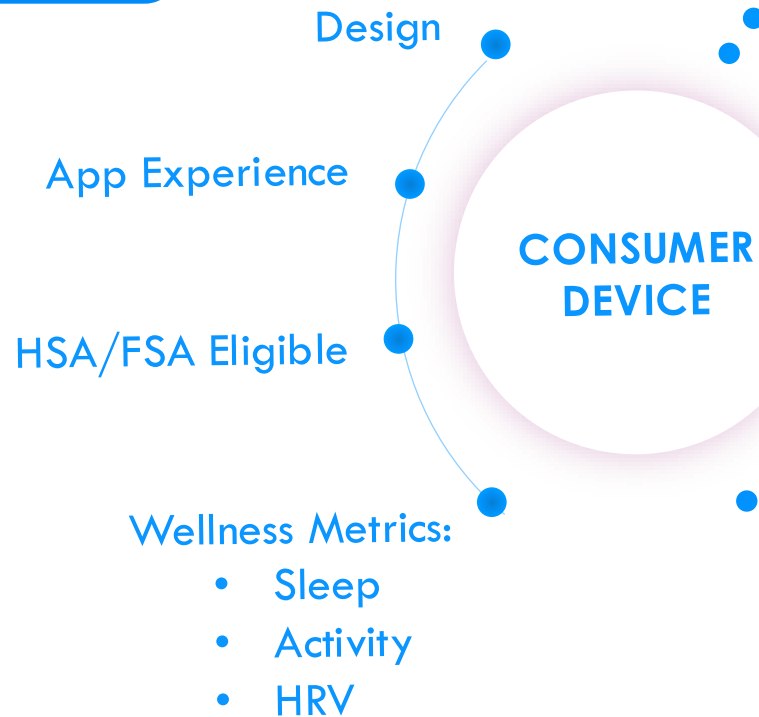 Design
App Experience
CONSUMER
DEVICE
HSA/FSA Eligible
Wellness Metrics:
• Sleep
• Activity
• HRV